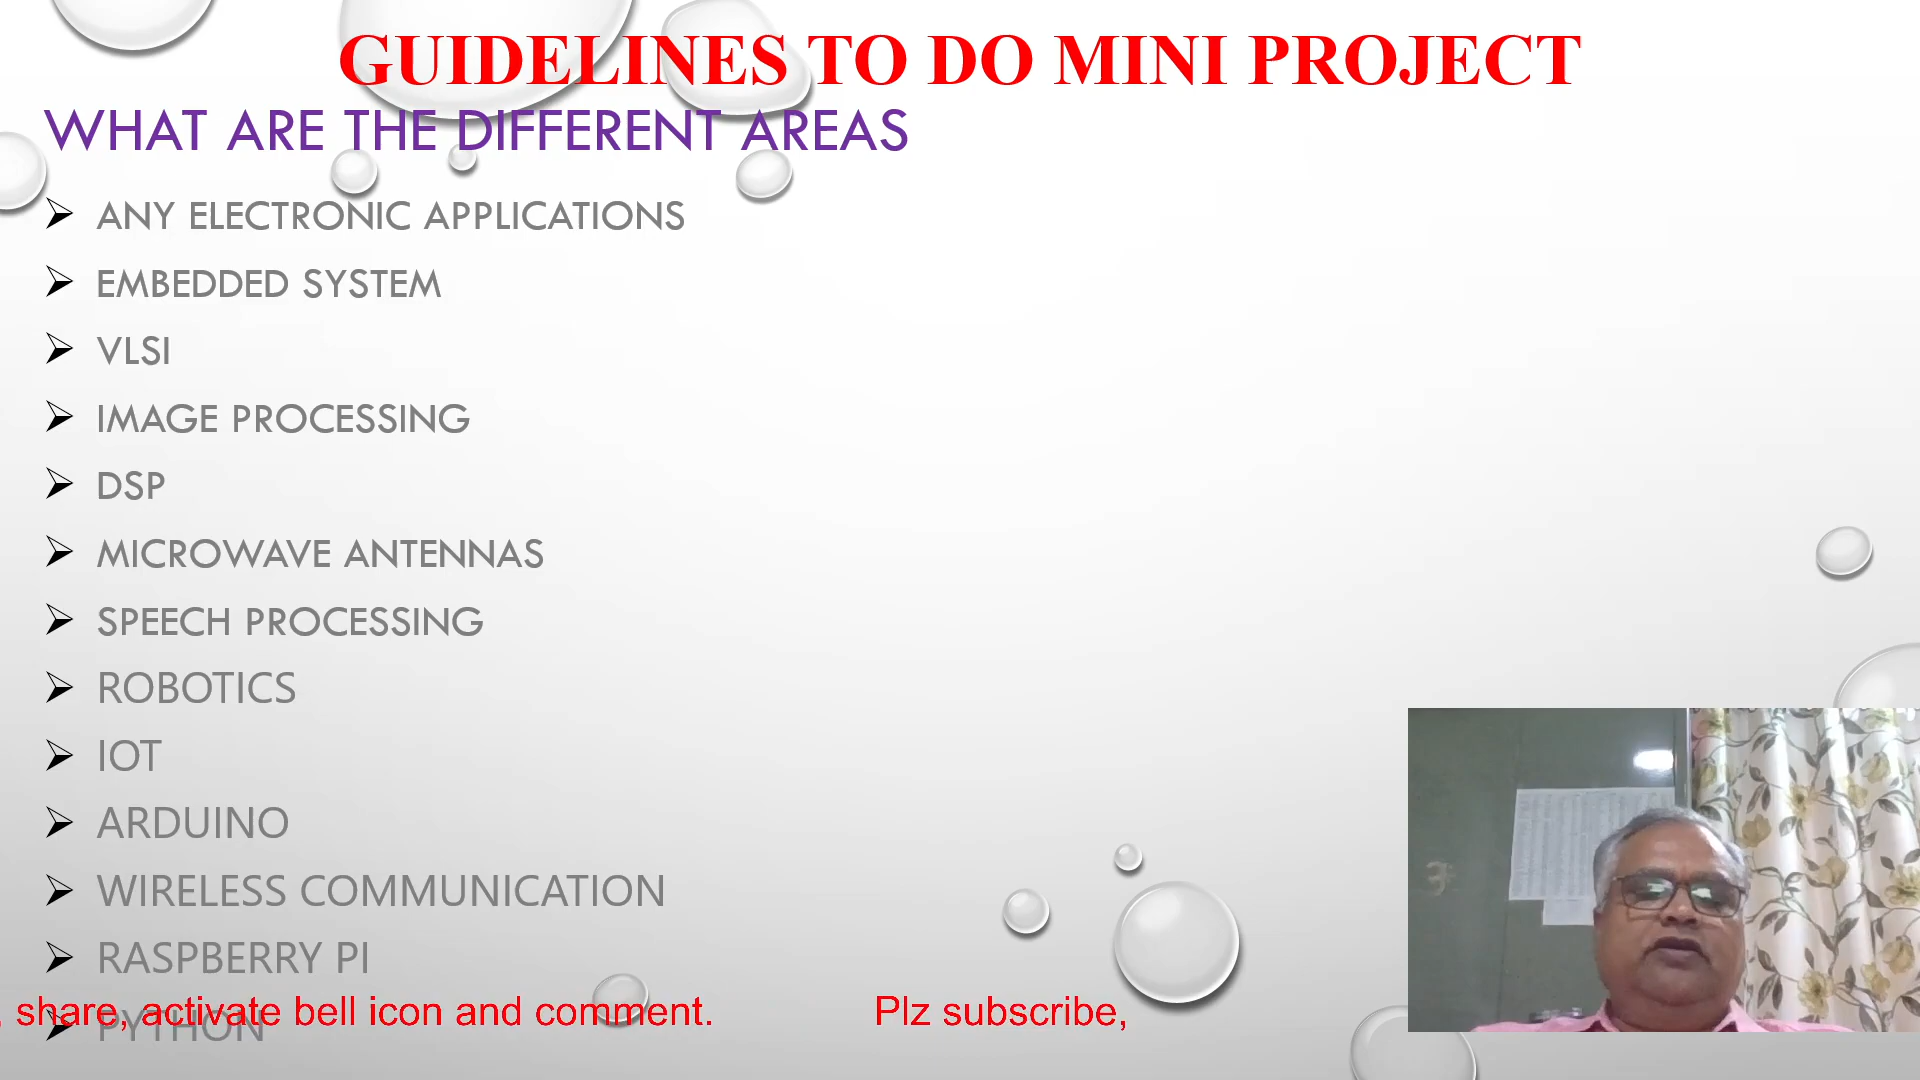 GUIDELINES TO DO MINI PROJECT
WHAT ARE THE DIFFERENT AREAS
ANY ELECTRONIC APPLICATIONS
EMBEDDED SYSTEM
VLSI
IMAGE PROCESSING
DSP
MICROWAVE ANTENNAS
SPEECH PROCESSING
ROBOTICS
IOT
ARDUINO
WIRELESS COMMUNICATION
RASPBERRY PI
, share, activate bell icon and comment. Plz subscribe,
PYTHON